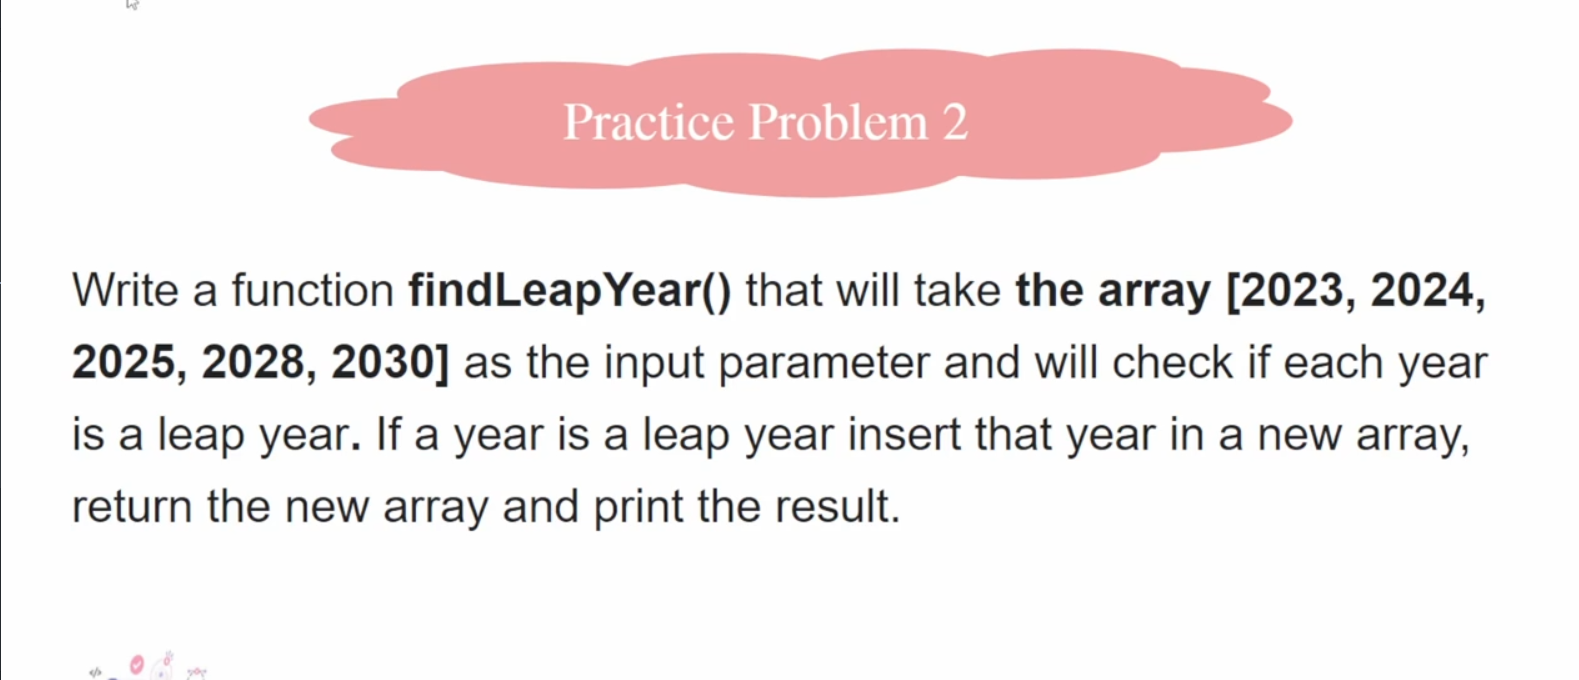 Practice Problem 2
Write a function findLeapYear() that will take the array [2023, 2024,
2025, 2028, 2030] as the input parameter and will check if each year
is a leap year. If a year is a leap year insert that year in a new array,
return the new array and print the result.